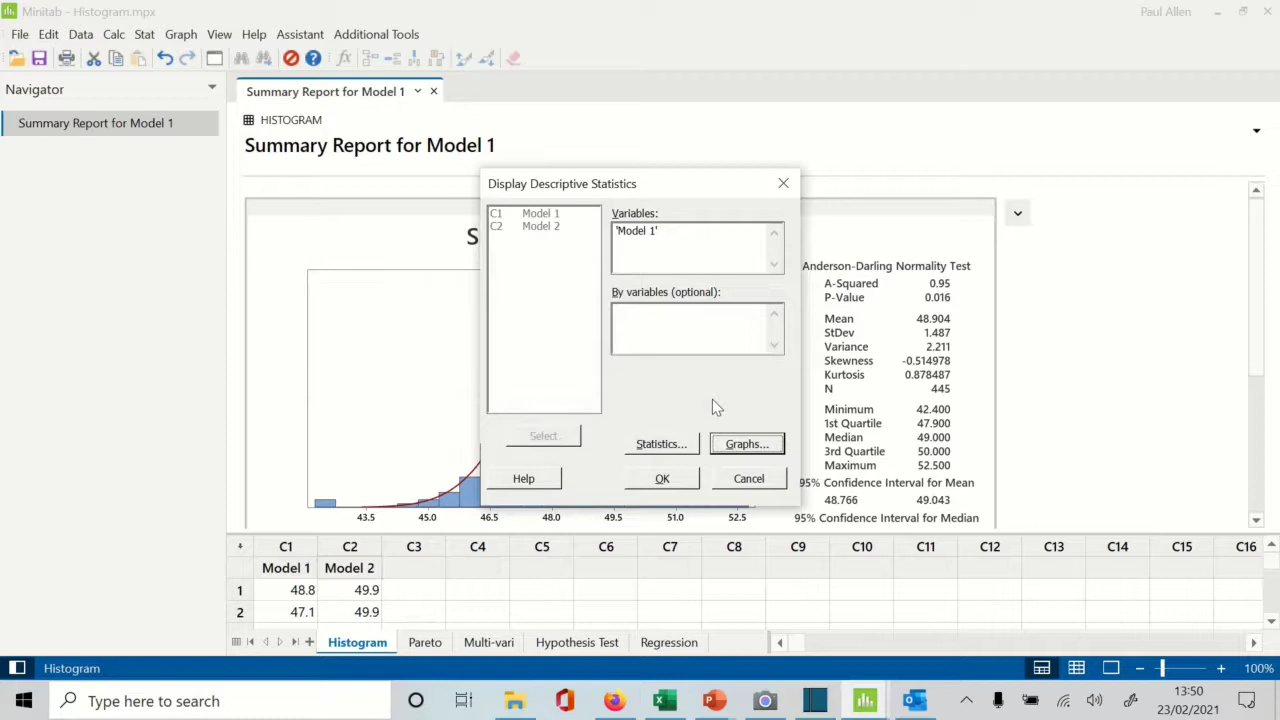 Minitab - Histogram.mpx
Paul Allen
File Edit Data Calc Stat Graph View Help Assistant Additional Tools
Navigator
Summary Report for Model 1
Summary Report for Model 1
HISTOGRAM
Summary Report for Model 1
S
Display Descriptive Statistics
C1 Model 1
C2 Model 2
Variables:
'Model 1'
By variables (optional):
Select
Statistics...
Graphs...
Help
OK
Cancel
Anderson-Darling Normality Test
A-Squared 0.95
P-Value 0.016
Mean 48.904
StDev 1.487
Variance 2.211
Skewness -0.514978
Kurtosis 0.878487
N 445
Minimum 42.400
1st Quartile 47.900
Median 49.000
3rd Quartile 50.000
Maximum 52.500
95% Confidence Interval for Mean
48.766 49.043
95% Confidence Interval for Median
43.5 45.0 46.5 48.0 49.5 51.0 52.5
C1 C2 C3 C4 C5 C6 C7 C8 C9 C10 C11 C12 C13 C14 C15 C16
Model 1 Model 2
1 48.8 49.9
2 47.1 49.9
Histogram Pareto Multi-vari Hypothesis Test Regression
Histogram
100%
Type here to search
13:50
23/02/2021